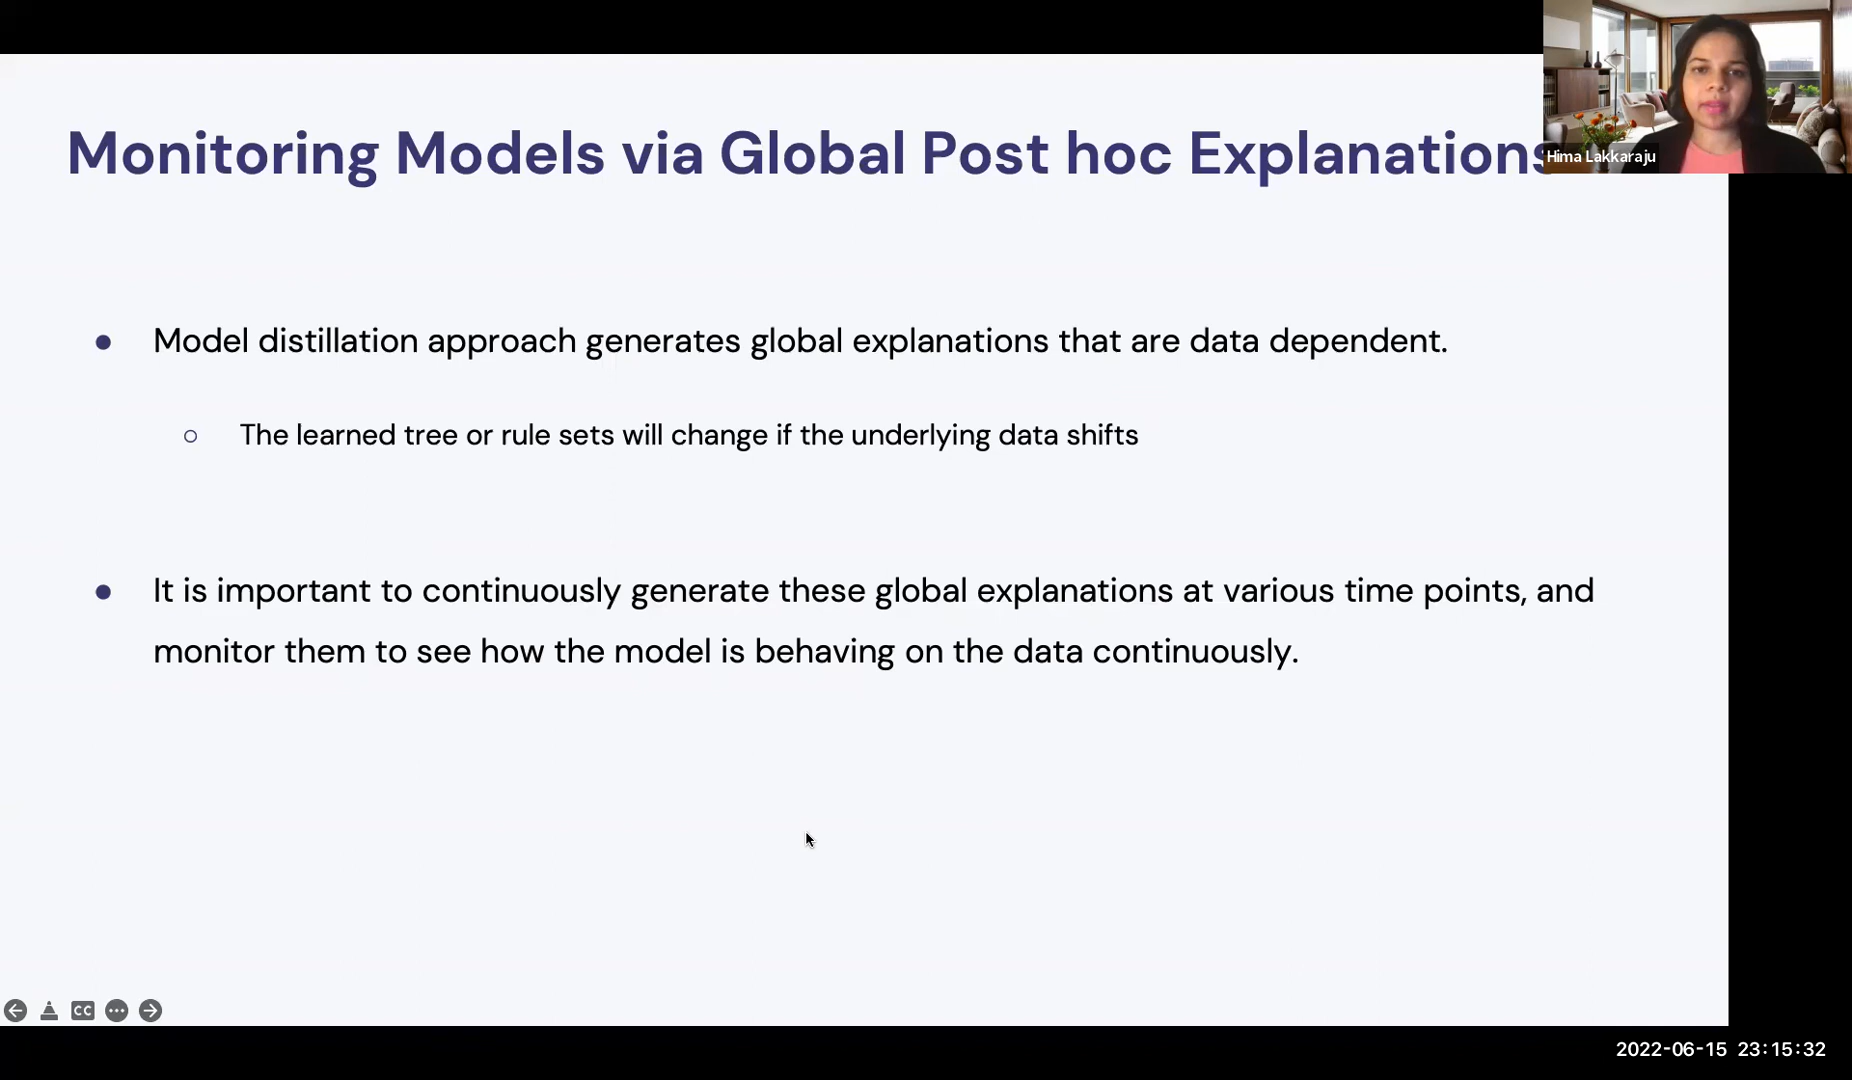 Monitoring Models via Global Post hoc Explanations
Hima Lakkaraju
● Model distillation approach generates global explanations that are data dependent.
○ The learned tree or rule sets will change if the underlying data shifts
● It is important to continuously generate these global explanations at various time points, and
monitor them to see how the model is behaving on the data continuously.
CC
2022-06-15 23:15:32